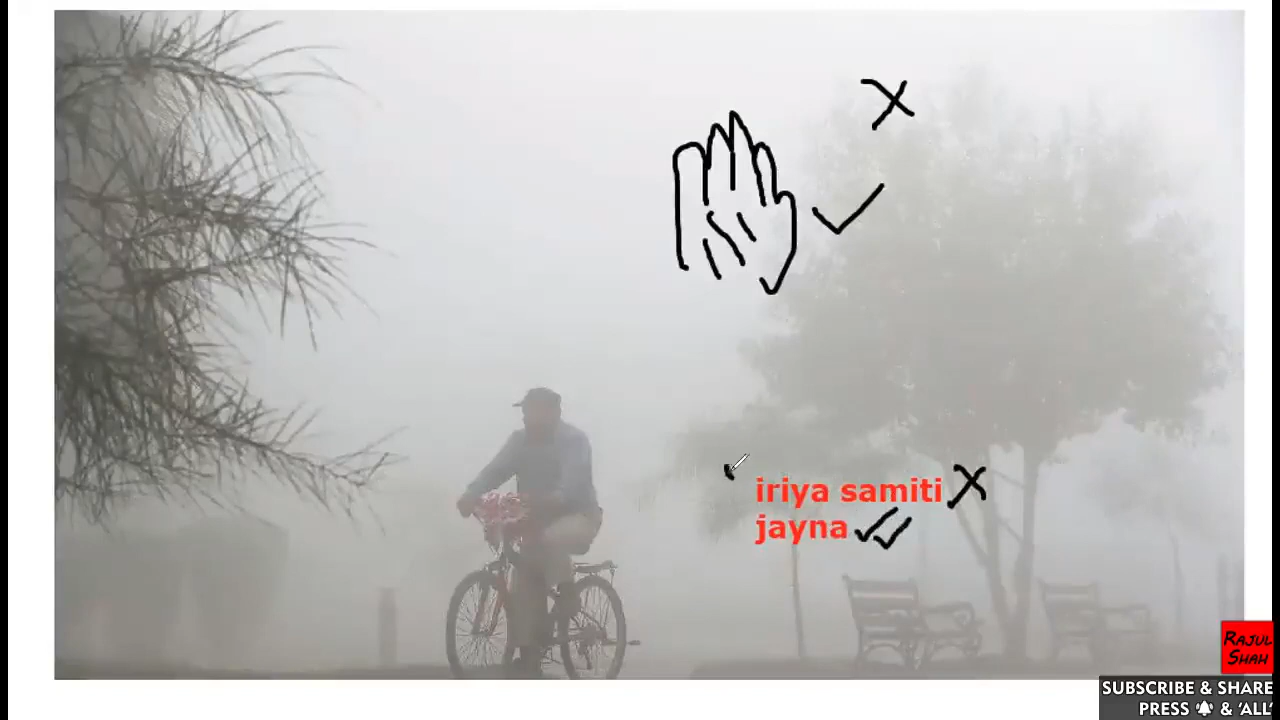 iriya samiti
jayna
RAJUL
SHAH
SUBSCRIBE & SHARE
PRESS & 'ALL'